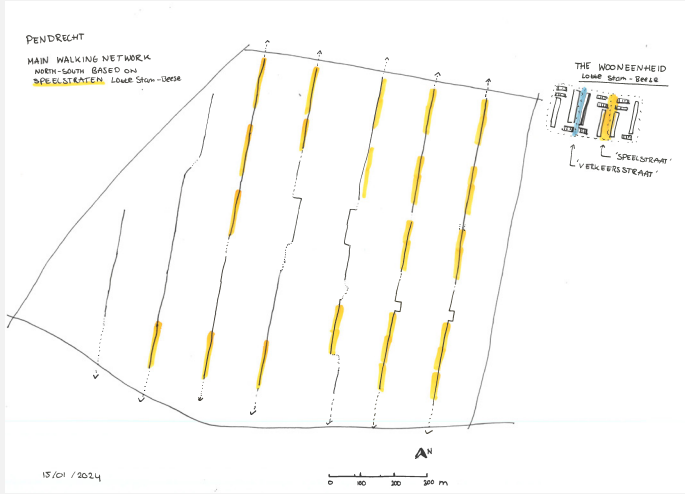 PENDRECHT
MAIN WALKING NETWORK
NORTH-SOUTH BASED ON
SPEELSTRATEN Lotte Stam-Beese
THE WOONEENHEID
Lotte Stam-Beese
'SPEELSTRAAT'
'VERKEERSSTRAAT'
N
0 100 200 300 m
15/01/2024